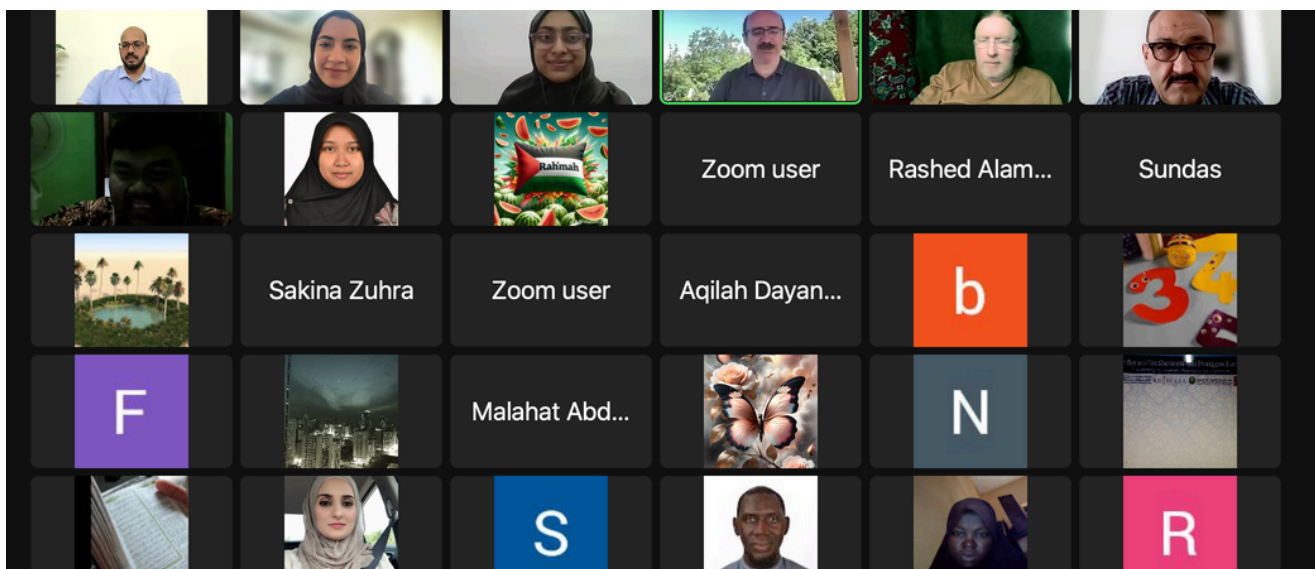 Rahmah
Zoom user
Rashed Alam...
Sundas
Sakina Zuhra
Zoom user
Aqilah Dayan...
b
3 4
F
Malahat Abd...
N
S
R